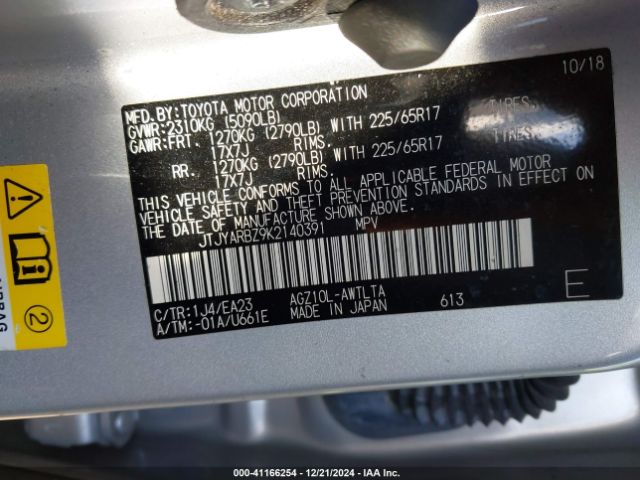 10/18
MFD.BY:TOYOTA MOTOR CORPORATION
GVWR:2310KG (5090LB)
GAWR:FRT. 1270KG (2790LB) WITH 225/65R17 TIRES
17X7J RIMS.
RR. 1270KG (2790LB) WITH 225/65R17 TIRES
17X7J RIMS.
THIS VEHICLE CONFORMS TO ALL APPLICABLE FEDERAL MOTOR
VEHICLE SAFETY AND THEFT PREVENTION STANDARDS IN EFFECT ON
THE DATE OF MANUFACTURE SHOWN ABOVE.
JTJYARBZ9K2140391 MPV
C/TR:1J4/EA23 AGZ10L-AWTLTA
A/TM:-01A/U661E MADE IN JAPAN 613
E
2
000-41166254 - 12/21/2024 - IAA Inc.